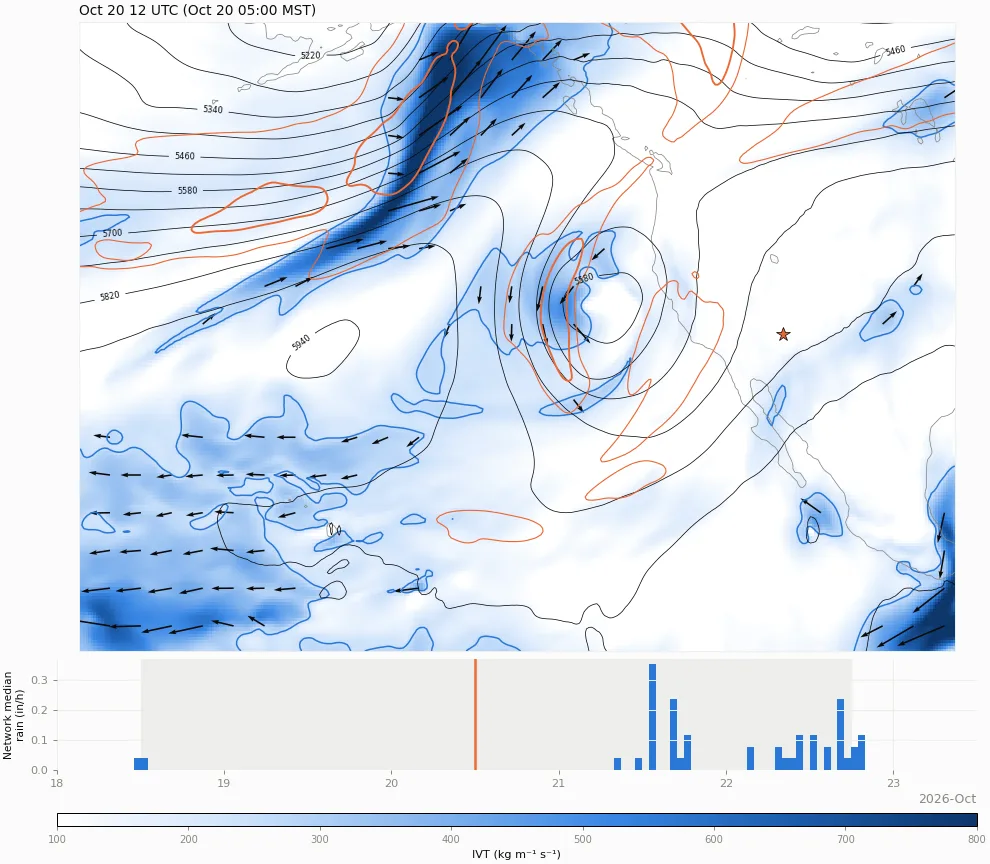 Oct 20 12 UTC (Oct 20 05:00 MST)
5220
5460
5340
5460
5580
5700
5580
5820
5940
Network median
rain (in/h)
0.3
0.2
0.1
0.0
18 19 20 21 22 23
2026-Oct
100 200 300 400 500 600 700 800
IVT (kg m⁻¹ s⁻¹)